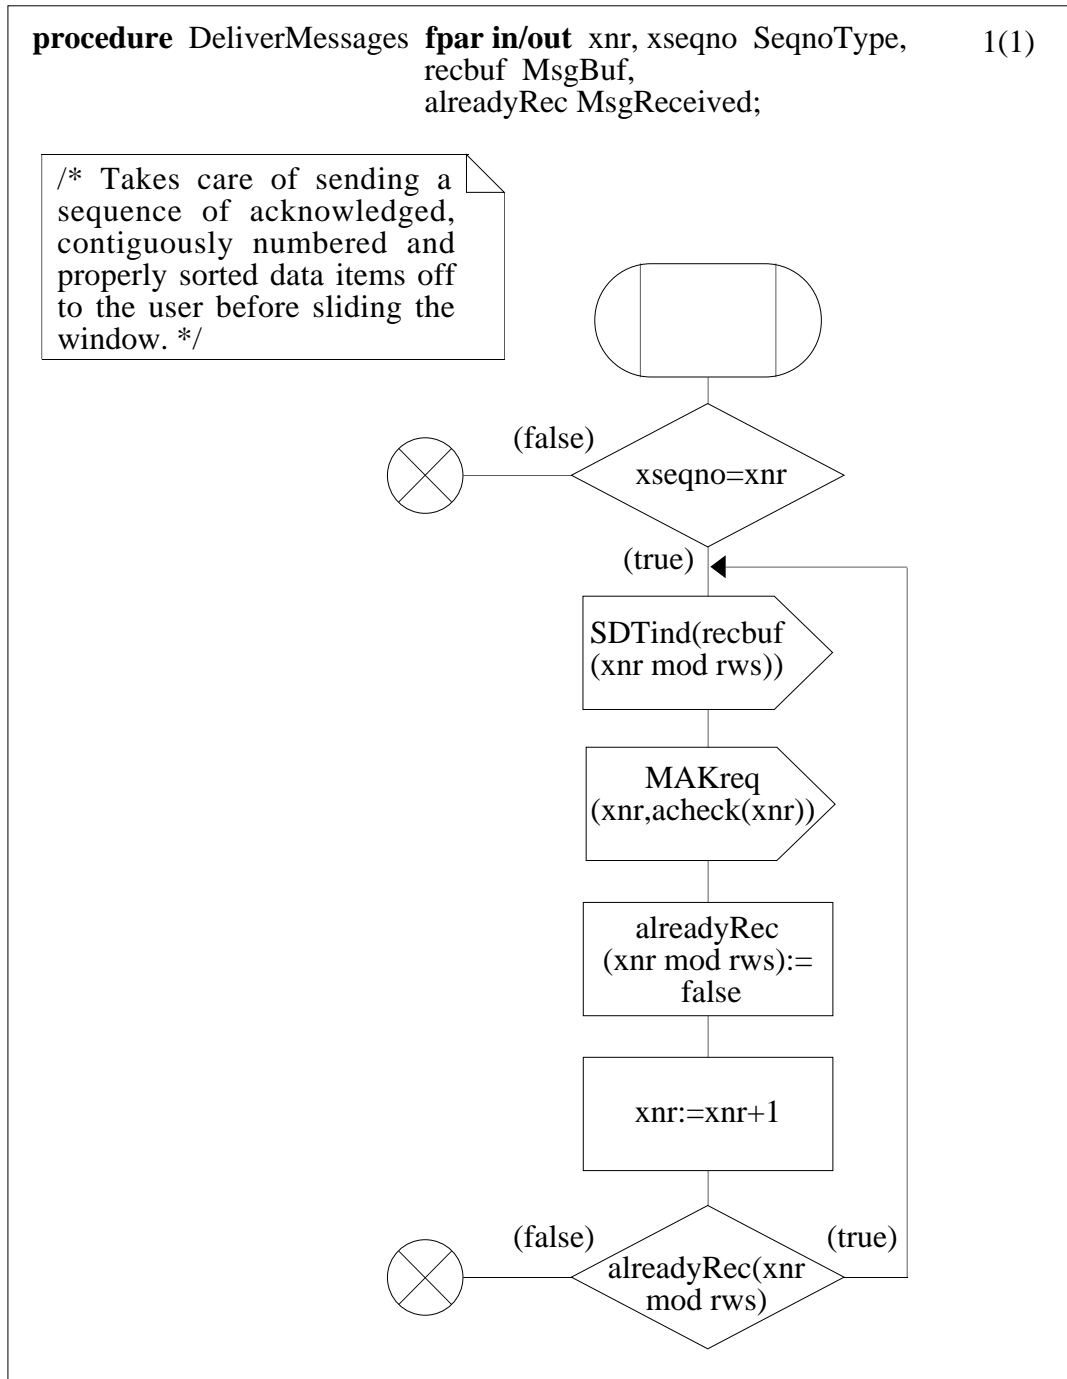 procedure DeliverMessages fpar in/out xnr, xseqno SeqnoType, 1(1)
recbuf MsgBuf,
alreadyRec MsgReceived;
/* Takes care of sending a
sequence of acknowledged,
contiguously numbered and
properly sorted data items off
to the user before sliding the
window. */
(false)
xseqno=xnr
(true)
SDTind(recbuf
(xnr mod rws))
MAKreq
(xnr,acheck(xnr))
alreadyRec
(xnr mod rws):=
false
xnr:=xnr+1
(false)
(true)
alreadyRec(xnr
mod rws)